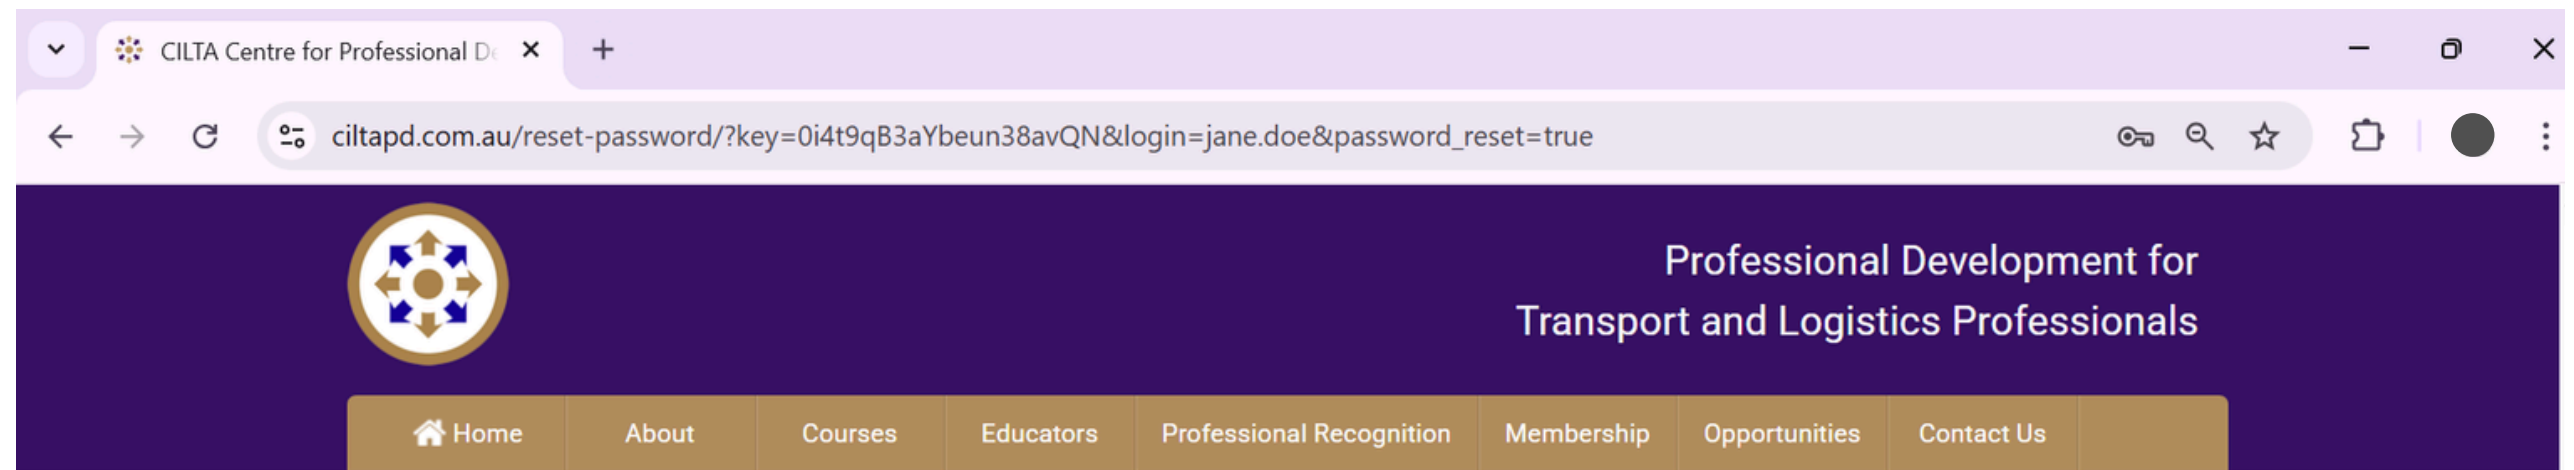 CILTA Centre for Professional De
ciltapd.com.au/reset-password/?key=0i4t9qB3aYbeun38avQN&login=jane.doe&password_reset=true
Professional Development for
Transport and Logistics Professionals
Home About Courses Educators Professional Recognition Membership Opportunities Contact Us